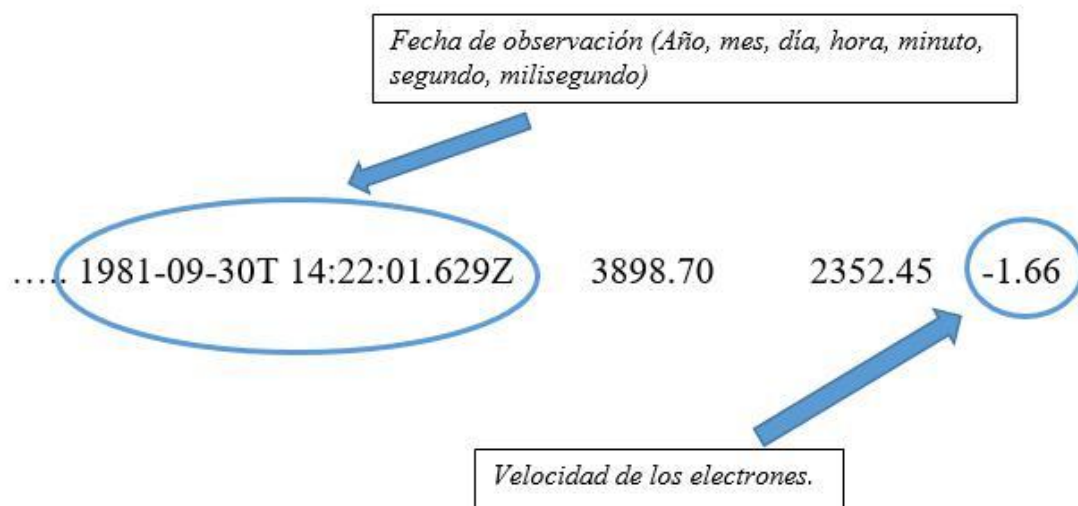 Fecha de observación (Año, mes, día, hora, minuto,
segundo, milisegundo)
….. 1981-09-30T 14:22:01.629Z 3898.70 2352.45 -1.66
Velocidad de los electrones.